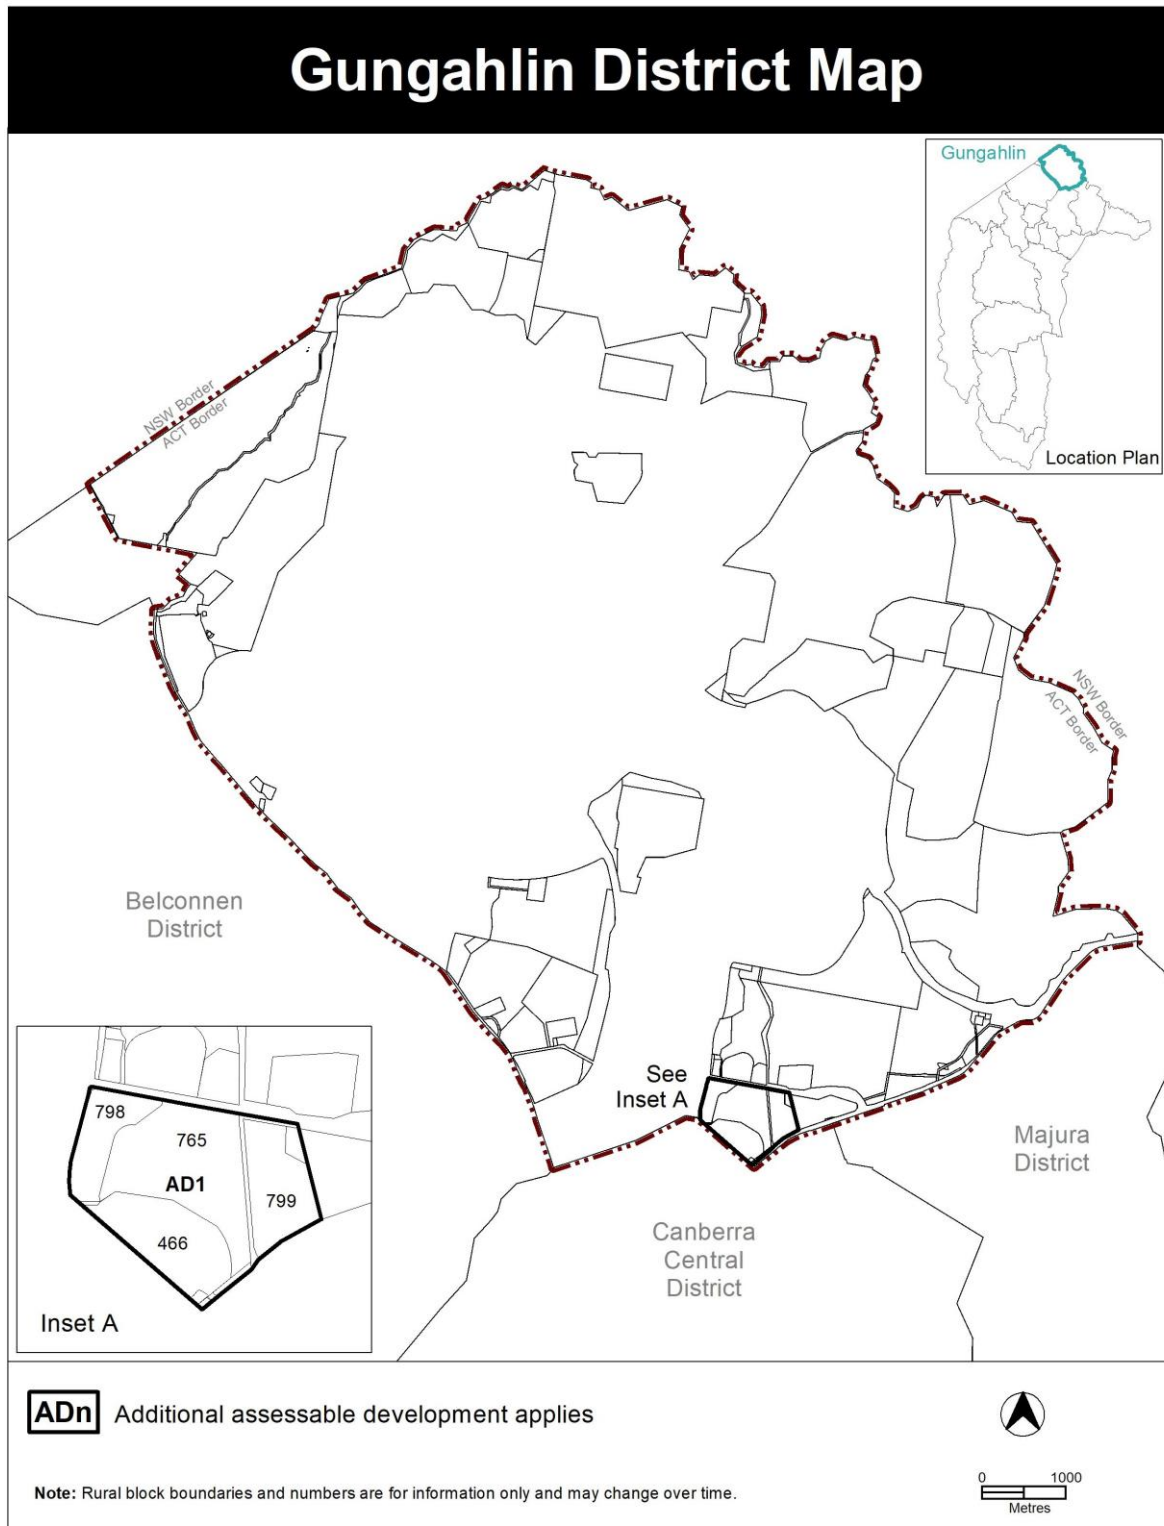 Gungahlin District Map
Gungahlin
Location Plan
NSW Border
ACT Border
NSW Border
ACT Border
Belconnen
District
See
Inset A
Majura
District
Canberra
Central
District
798
765
AD1
799
466
Inset A
ADn Additional assessable development applies
Note: Rural block boundaries and numbers are for information only and may change over time.
0 1000
Metres